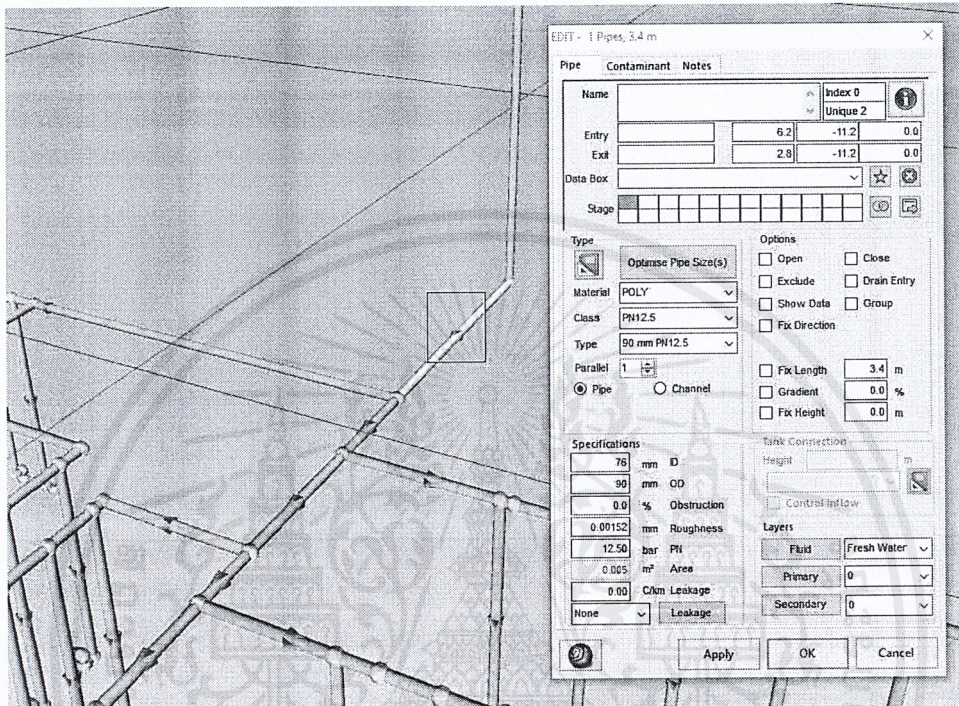 EDIT - 1 Pipes, 3.4 m
Pipe Contaminant Notes
Name Index 0
Unique 2
Entry 6.2 -11.2 0.0
Exit 2.8 -11.2 0.0
Data Box
Stage
Type
Optimise Pipe Size(s)
Material POLY
Class PN12.5
Type 90 mm PN12.5
Parallel 1
Pipe Channel
Options
Open Close
Exclude Drain Entry
Show Data Group
Fix Direction
Fix Length 3.4 m
Gradient 0.0 %
Fix Height 0.0 m
Specifications
76 mm ID
90 mm OD
0.0 % Obstruction
0.00152 mm Roughness
12.50 bar PN
0.005 m² Area
0.00 C/km Leakage
None Leakage
Tank Connection
Height m
Control Inflow
Layers
Fluid Fresh Water
Primary 0
Secondary 0
Apply OK Cancel